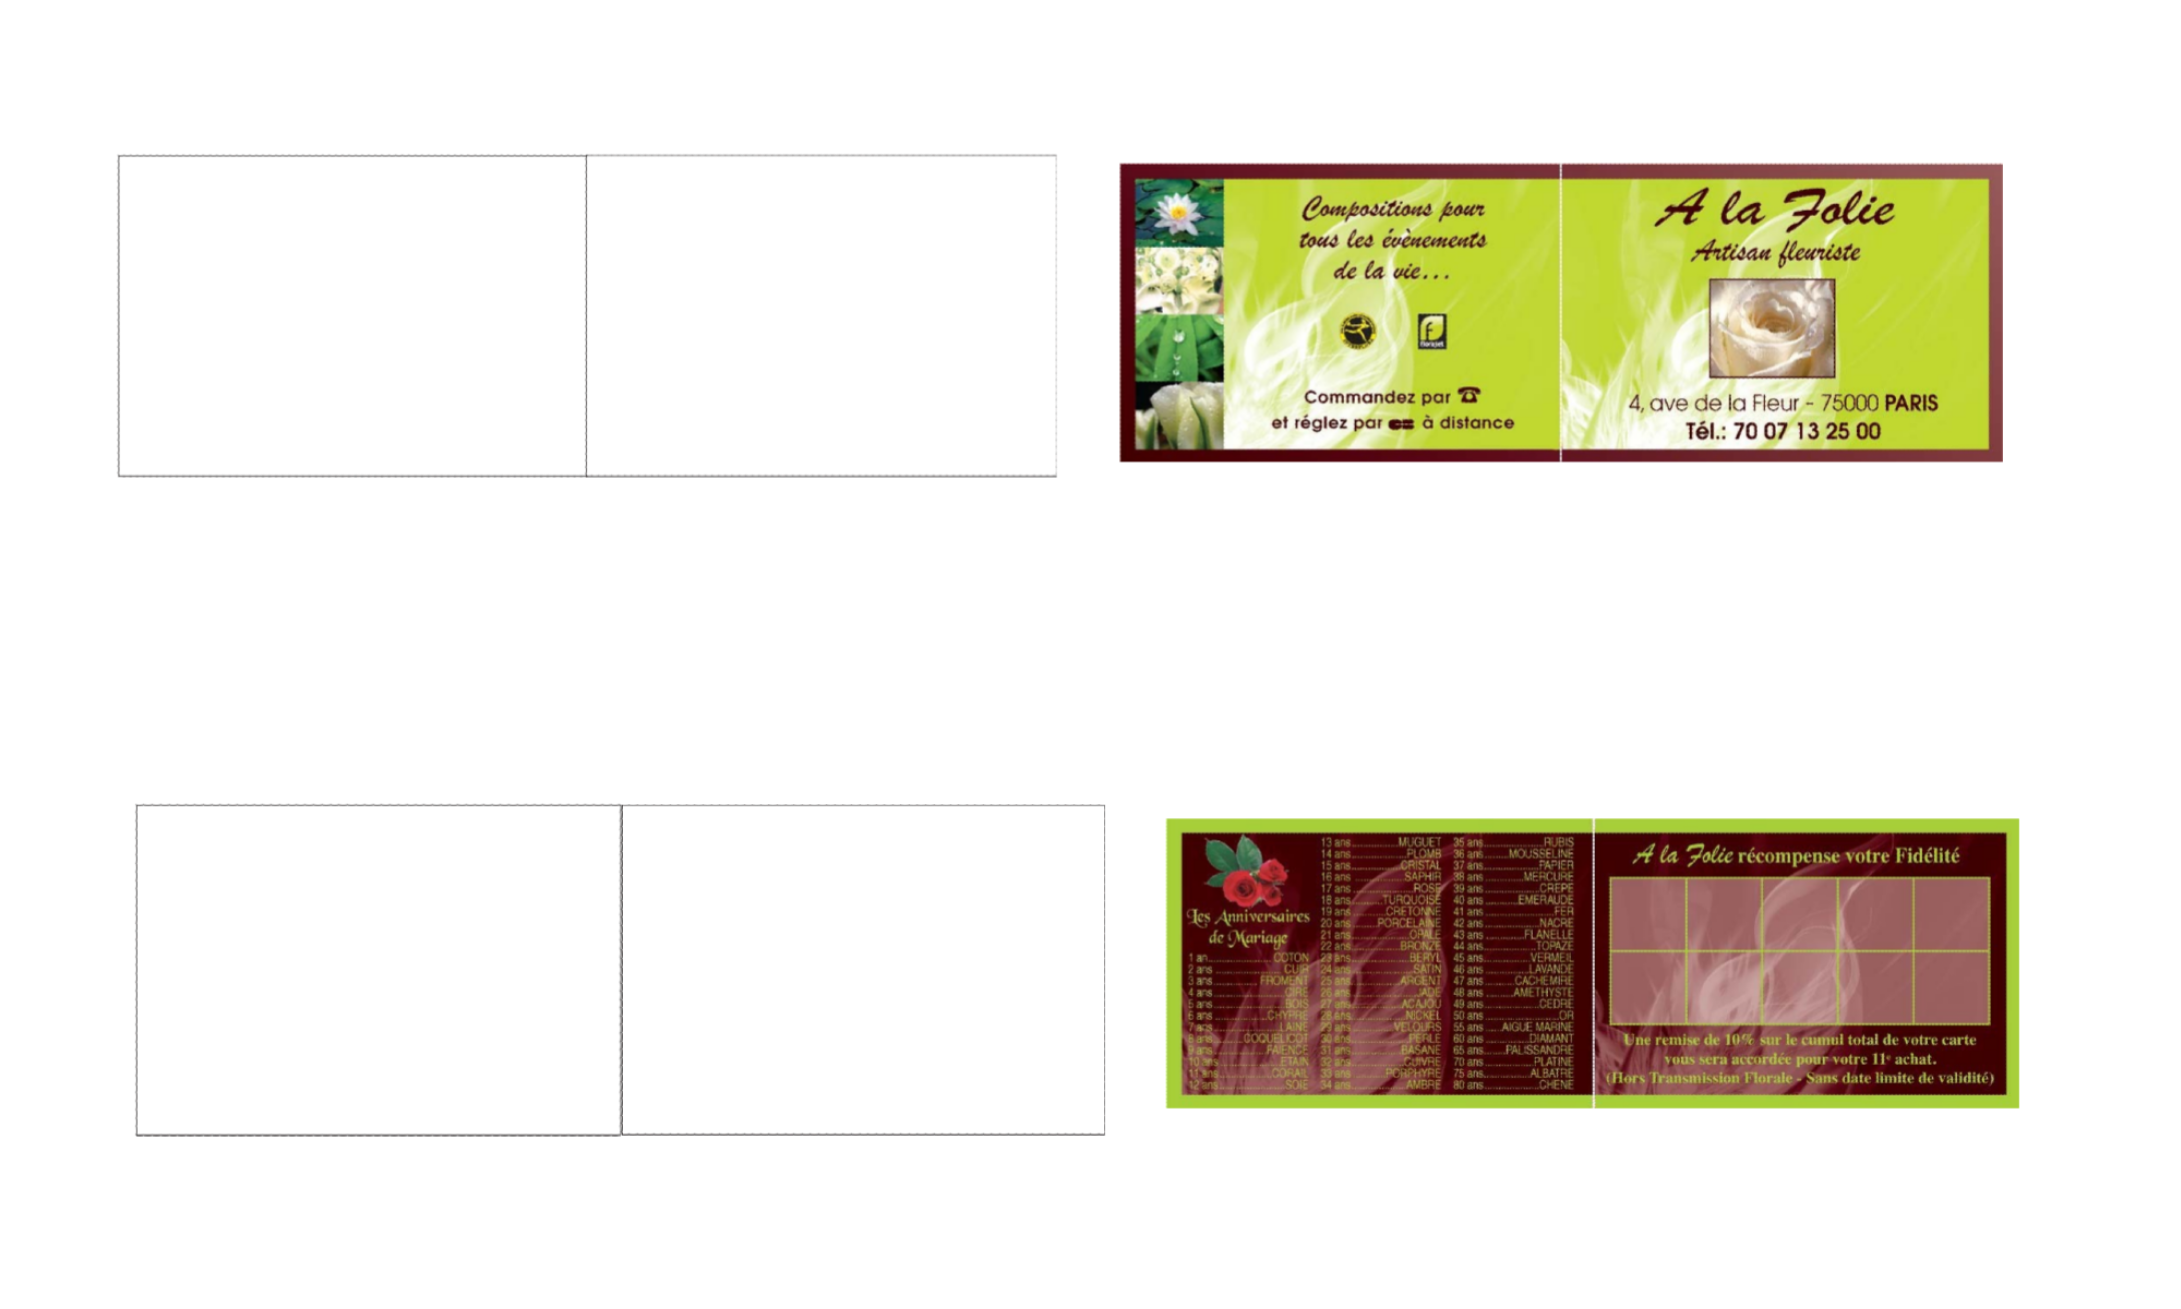 Compositions pour
tous les évènements
de la vie...
florajet
Commandez par ☎
et réglez par à distance
A la Folie
Artisan fleuriste
4, ave de la Fleur - 75000 PARIS
Tél.: 70 07 13 25 00
Les Anniversaires
de Mariage
1 an COTON
2 ans CUIR
3 ans FROMENT
4 ans CIRE
5 ans BOIS
6 ans CHYPRE
7 ans LAINE
8 ans COQUELICOT
9 ans FAIENCE
10 ans ETAIN
11 ans CORAIL
12 ans SOIE
13 ans MUGUET
14 ans PLOMB
15 ans CRISTAL
16 ans SAPHIR
17 ans ROSE
18 ans TURQUOISE
19 ans CRETONNE
20 ans PORCELAINE
21 ans OPALE
22 ans BRONZE
23 ans BERYL
24 ans SATIN
25 ans ARGENT
26 ans JADE
27 ans ACAJOU
28 ans NICKEL
29 ans VELOURS
30 ans PERLE
31 ans BASANE
32 ans CUIVRE
33 ans PORPHYRE
34 ans AMBRE
35 ans RUBIS
36 ans MOUSSELINE
37 ans PAPIER
38 ans MERCURE
39 ans CREPE
40 ans EMERAUDE
41 ans FER
42 ans NACRE
43 ans FLANELLE
44 ans TOPAZE
45 ans VERMEIL
46 ans LAVANDE
47 ans CACHEMIRE
48 ans AMETHYSTE
49 ans CEDRE
50 ans OR
55 ans AIGUE MARINE
60 ans DIAMANT
65 ans PALISSANDRE
70 ans PLATINE
75 ans ALBATRE
80 ans CHENE
A la Folie récompense votre Fidélité
Une remise de 10% sur le cumul total de votre carte
vous sera accordée pour votre 11e achat.
(Hors Transmission Florale - Sans date limite de validité)